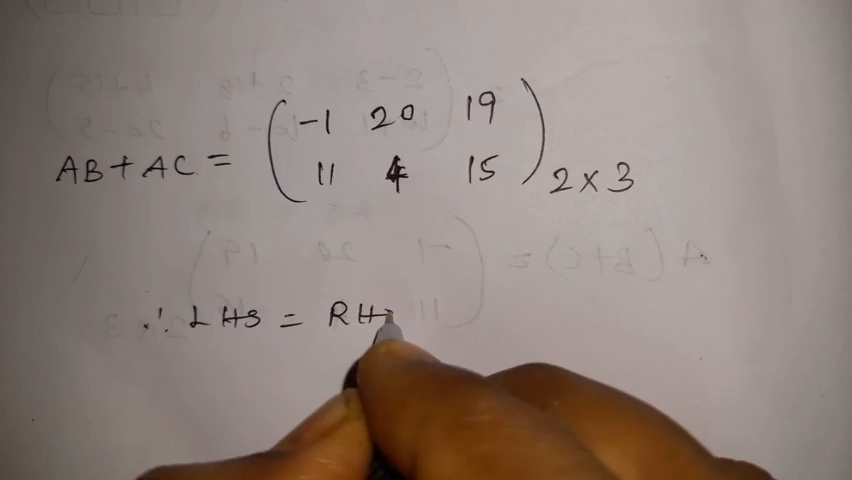 AB + AC = ( -1 20 19
11 4 15 ) 2 × 3
∴ LHS = RH